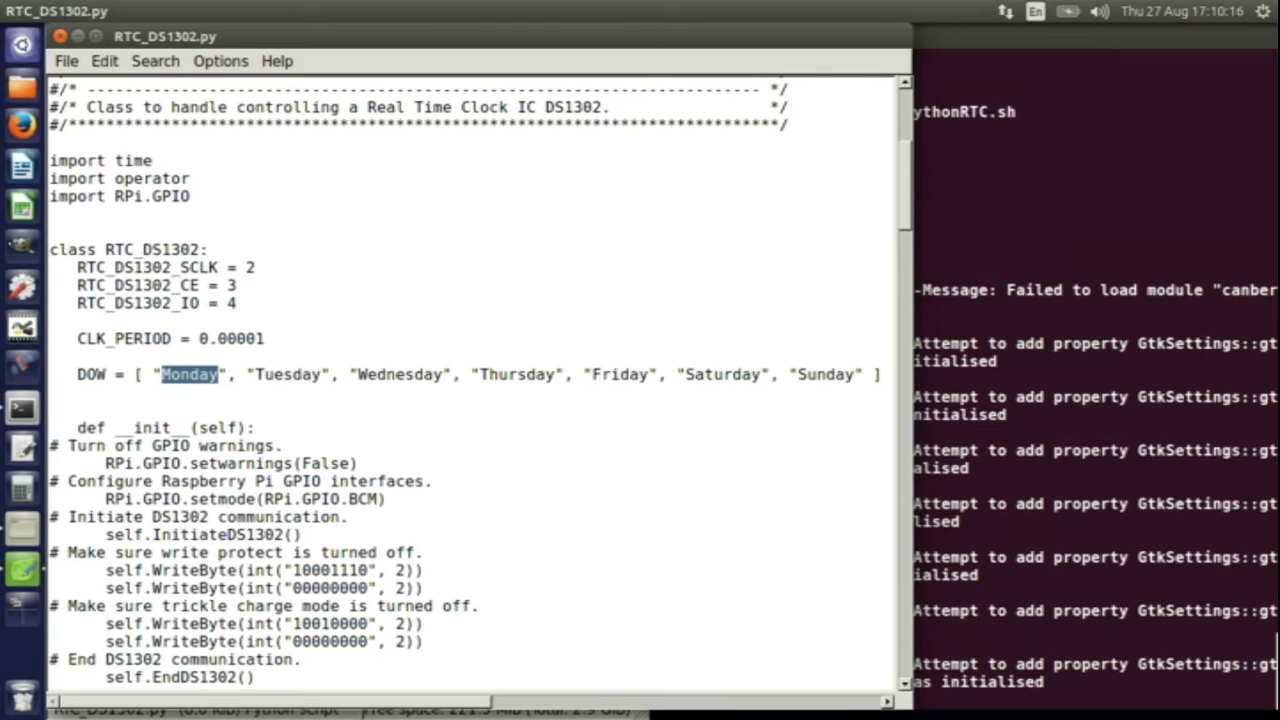 RTC_DS1302.py
En
Thu 27 Aug 17:10:16
RTC_DS1302.py
File Edit Search Options Help
#/* ------------------------------------------------------------------------ */
#/* Class to handle controlling a Real Time Clock IC DS1302. */
#/****************************************************************************/
import time
import operator
import RPi.GPIO
class RTC_DS1302:
RTC_DS1302_SCLK = 2
RTC_DS1302_CE = 3
RTC_DS1302_IO = 4
CLK_PERIOD = 0.00001
DOW = [ "Monday", "Tuesday", "Wednesday", "Thursday", "Friday", "Saturday", "Sunday" ]
def __init__(self):
# Turn off GPIO warnings.
RPi.GPIO.setwarnings(False)
# Configure Raspberry Pi GPIO interfaces.
RPi.GPIO.setmode(RPi.GPIO.BCM)
# Initiate DS1302 communication.
self.InitiateDS1302()
# Make sure write protect is turned off.
self.WriteByte(int("10001110", 2))
self.WriteByte(int("00000000", 2))
# Make sure trickle charge mode is turned off.
self.WriteByte(int("10010000", 2))
self.WriteByte(int("00000000", 2))
# End DS1302 communication.
self.EndDS1302()
ythonRTC.sh
-Message: Failed to load module "canber
Attempt to add property GtkSettings::gt
itialised
Attempt to add property GtkSettings::gt
nitialised
Attempt to add property GtkSettings::gt
alised
Attempt to add property GtkSettings::gt
lised
Attempt to add property GtkSettings::gt
ialised
Attempt to add property GtkSettings::gt
Attempt to add property GtkSettings::gt
as initialised